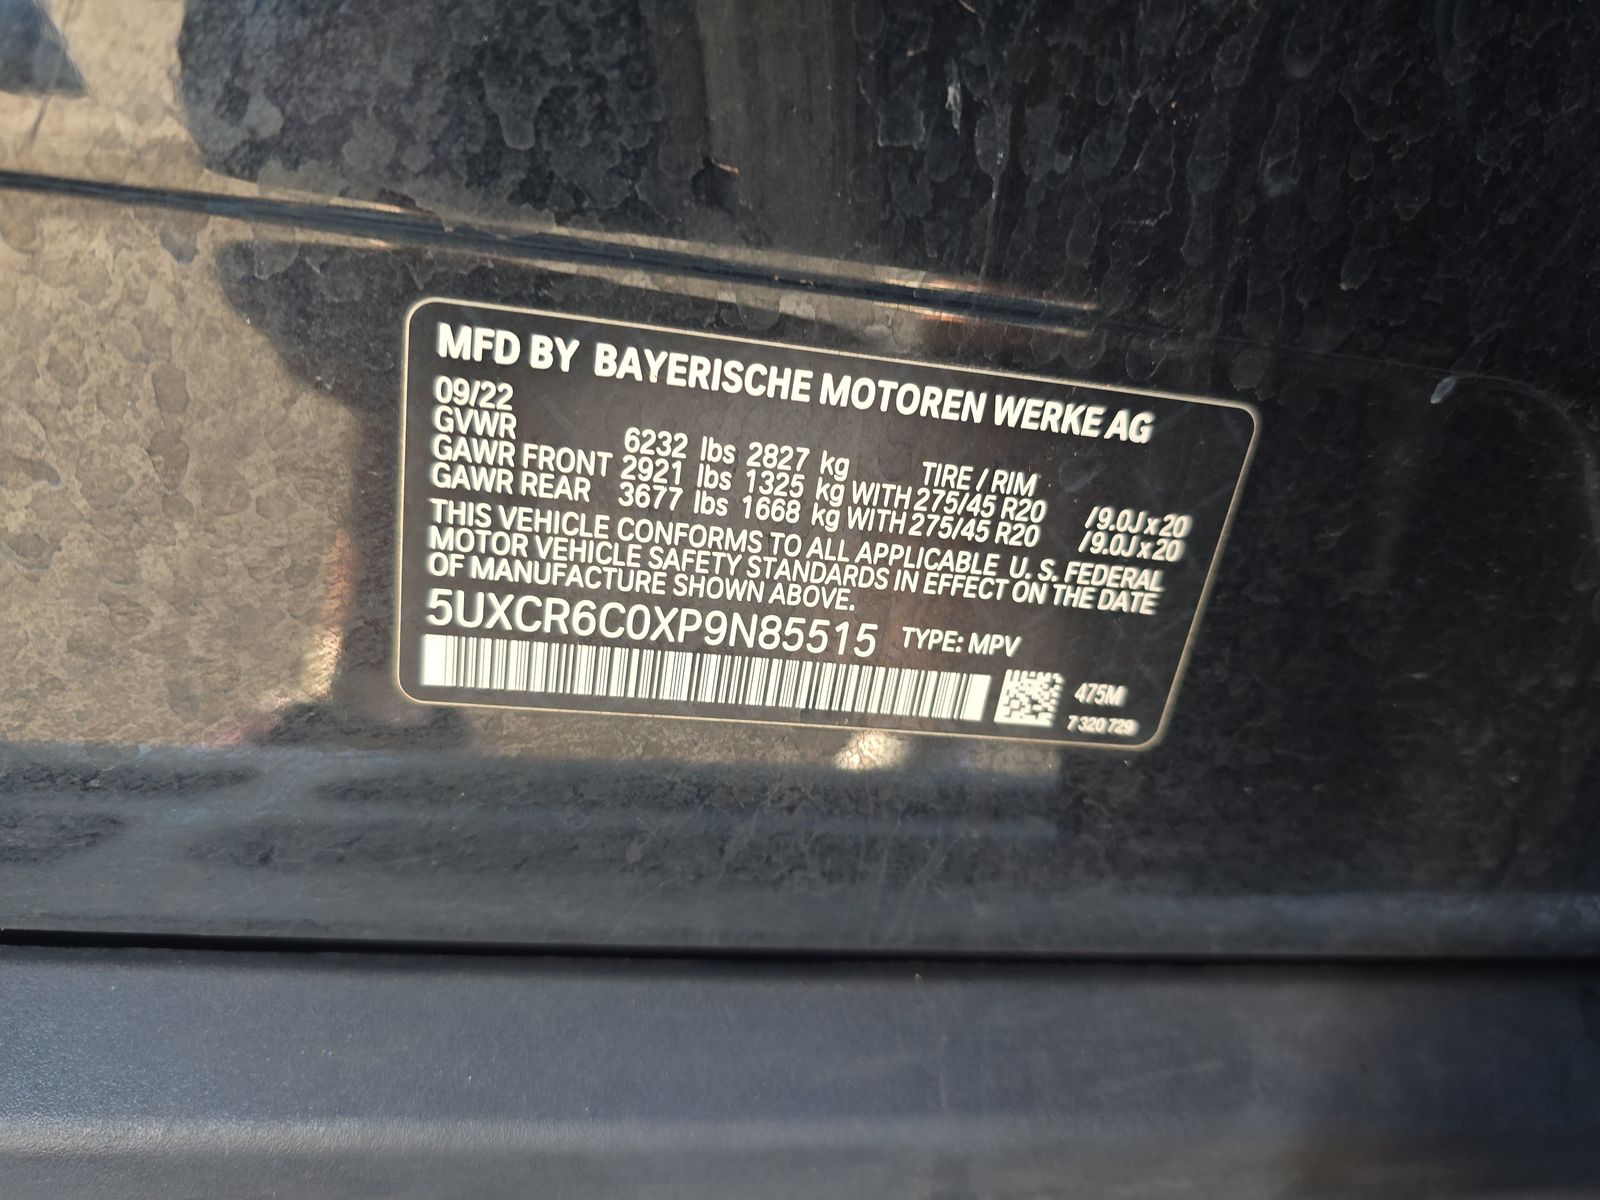 MFD BY BAYERISCHE MOTOREN WERKE AG
09/22
GVWR 6232 lbs 2827 kg TIRE / RIM
GAWR FRONT 2921 lbs 1325 kg WITH 275/45 R20 /9.0J x 20
GAWR REAR 3677 lbs 1668 kg WITH 275/45 R20 /9.0J x 20
THIS VEHICLE CONFORMS TO ALL APPLICABLE U. S. FEDERAL
MOTOR VEHICLE SAFETY STANDARDS IN EFFECT ON THE DATE
OF MANUFACTURE SHOWN ABOVE.
5UXCR6C0XP9N85515 TYPE: MPV
475M
7 320 729